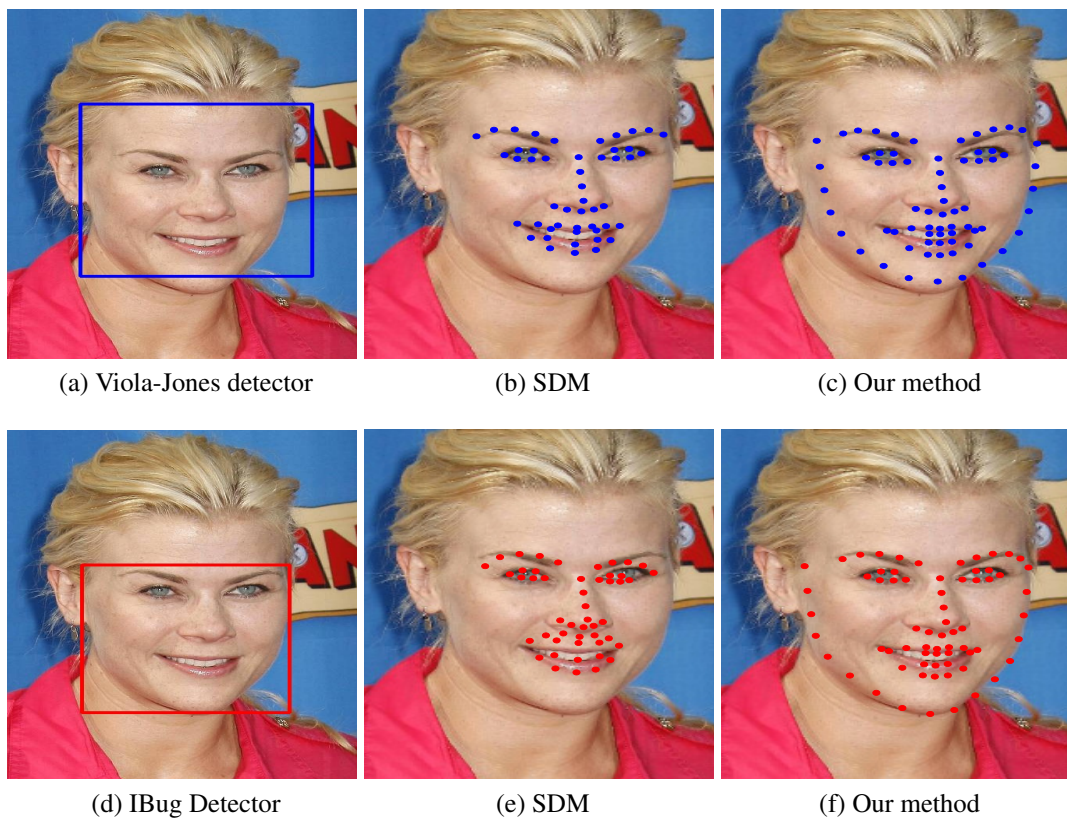 (a) Viola-Jones detector
(b) SDM
(c) Our method
(d) IBug Detector
(e) SDM
(f) Our method